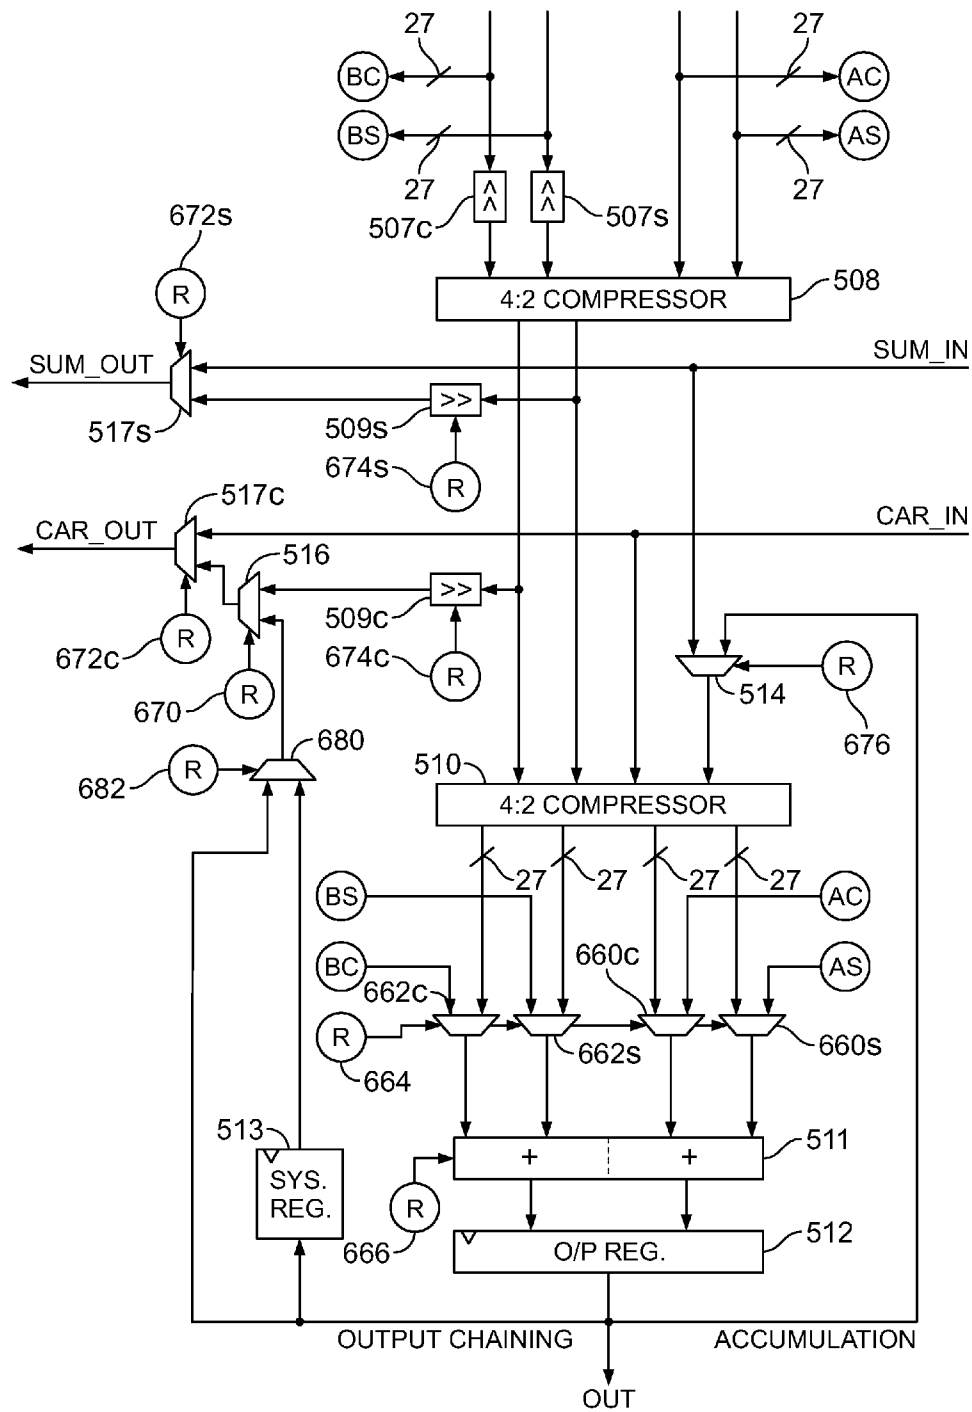 27 27
BC AC
BS AS
27 27
<< <<
507c 507s
672s
R
4:2 COMPRESSOR 508
SUM_OUT SUM_IN
>>
517s 509s
674s R
517c
CAR_OUT CAR_IN
516
>>
509c
R
672c 674c R R
670 R 514
676
680
682 R 510
4:2 COMPRESSOR
27 27 27 27
BS AC
660c
BC AS
662c
R 662s 660s
664
513 511
+ +
SYS.
REG. R
666 O/P REG. 512
OUTPUT CHAINING ACCUMULATION
OUT